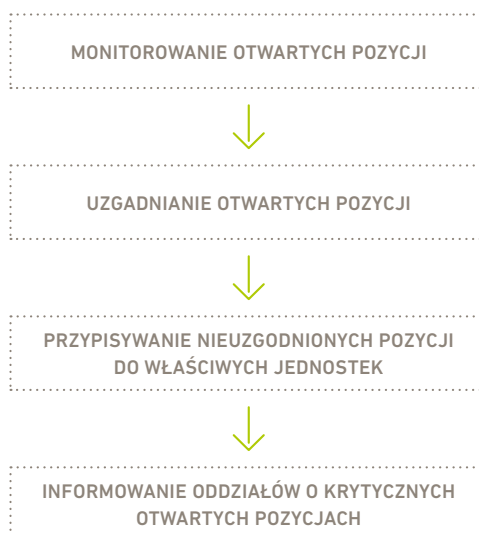 MONITOROWANIE OTWARTYCH POZYCJI
UZGADNIANIE OTWARTYCH POZYCJI
PRZYPISYWANIE NIEUZGODNIONYCH POZYCJI
DO WŁAŚCIWYCH JEDNOSTEK
INFORMOWANIE ODDZIAŁÓW O KRYTYCZNYCH
OTWARTYCH POZYCJACH